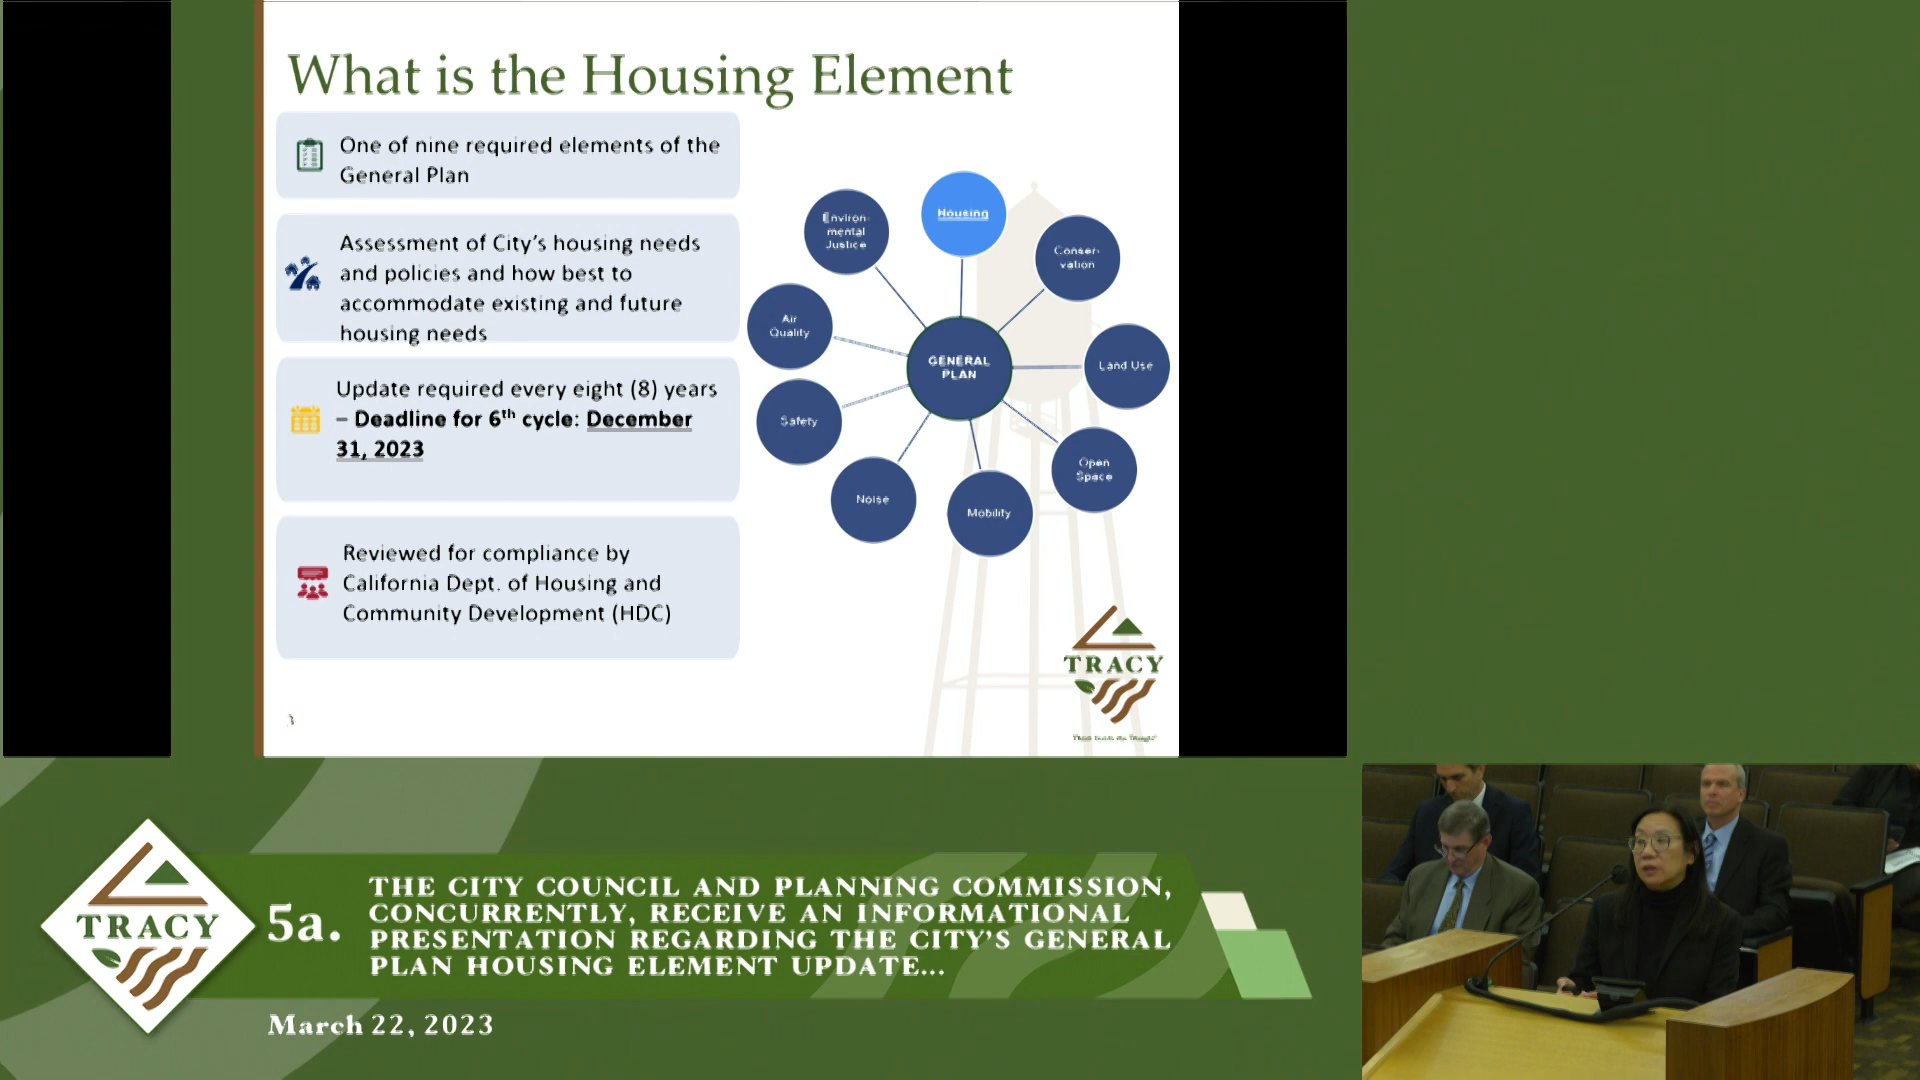 What is the Housing Element
One of nine required elements of the
General Plan
Assessment of City's housing needs
and policies and how best to
accommodate existing and future
housing needs
Update required every eight (8) years
– Deadline for 6th cycle: December
31, 2023
Reviewed for compliance by
California Dept. of Housing and
Community Development (HDC)
3
Housing
Environ-
mental
Justice
Conser-
vation
Air
Quality
GENERAL
PLAN
Land Use
Safety
Open
Space
Noise
Mobility
TRACY
Think Inside the Triangle
TRACY
5a.
THE CITY COUNCIL AND PLANNING COMMISSION,
CONCURRENTLY, RECEIVE AN INFORMATIONAL
PRESENTATION REGARDING THE CITY'S GENERAL
PLAN HOUSING ELEMENT UPDATE...
March 22, 2023